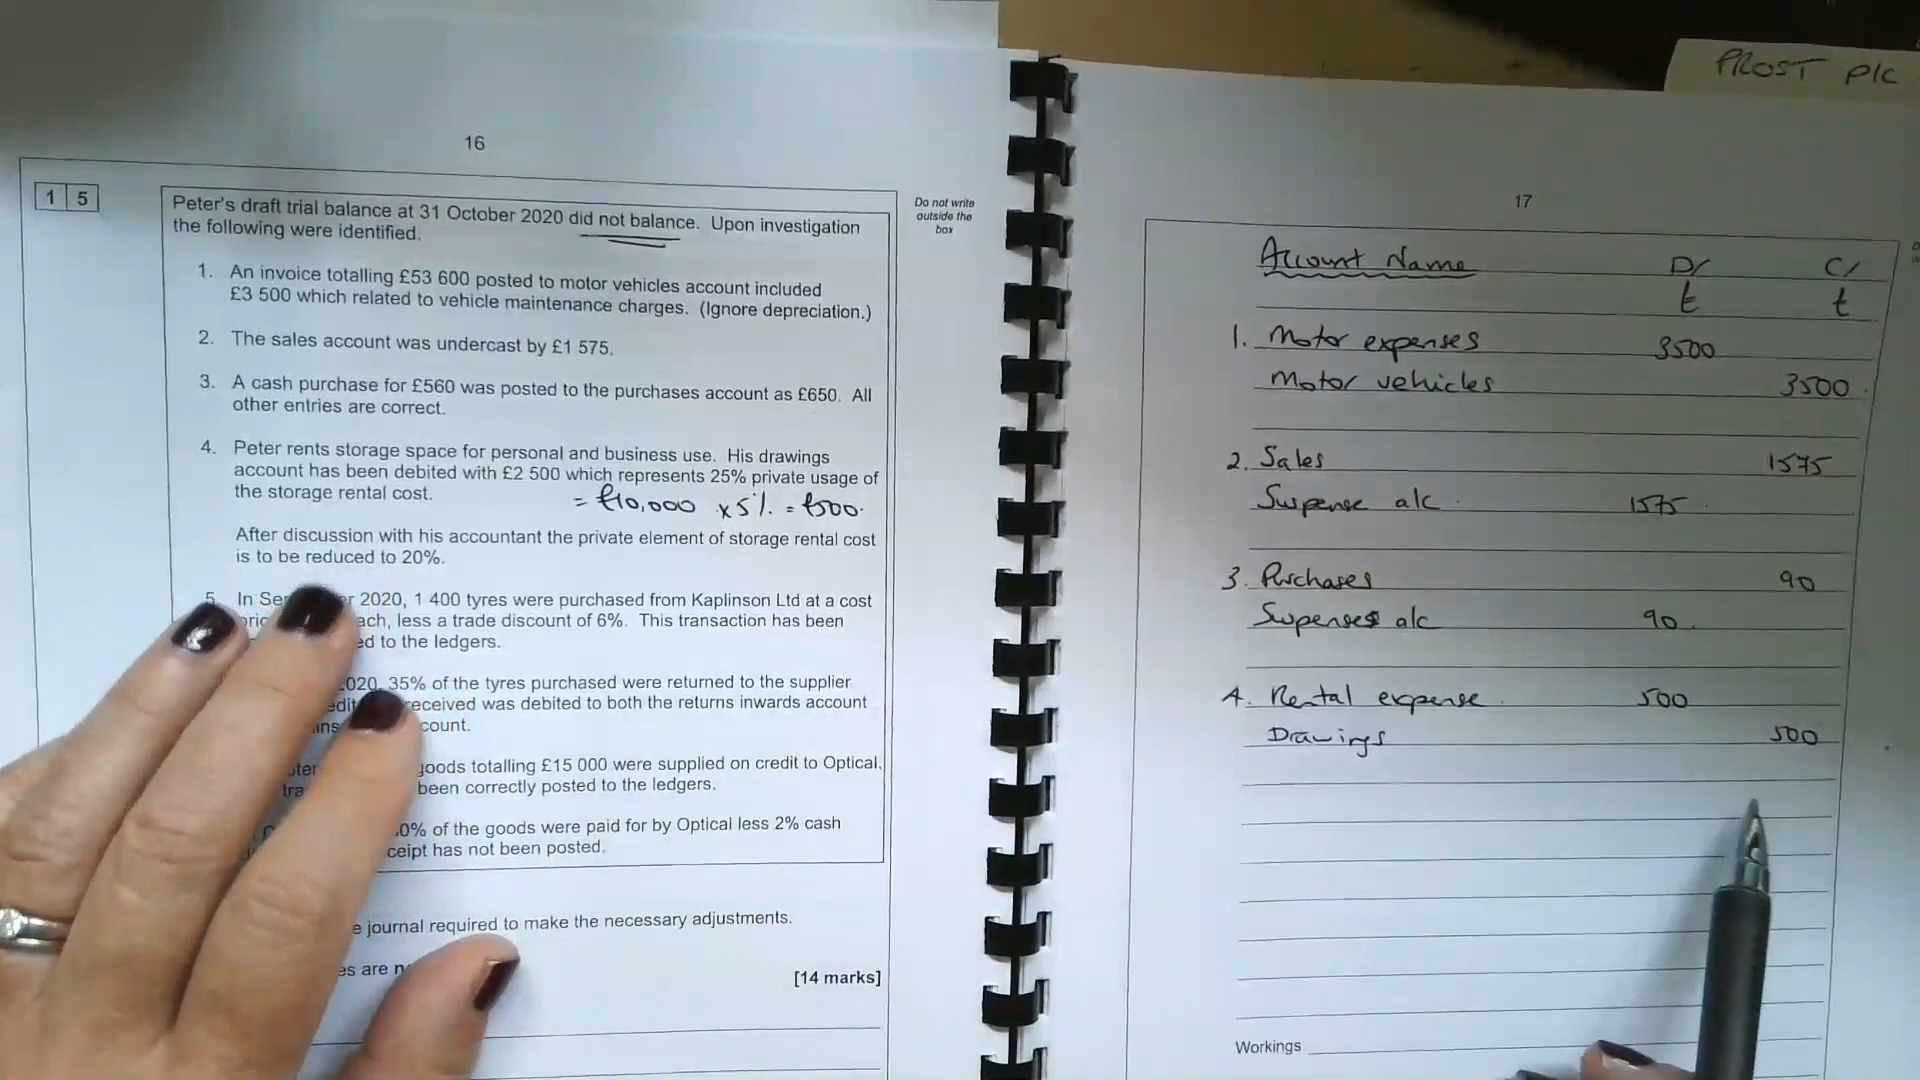 PROST plc
16
1 5
Peter's draft trial balance at 31 October 2020 did not balance. Upon investigation
the following were identified.
Do not write
outside the
box
1. An invoice totalling £53 600 posted to motor vehicles account included
£3 500 which related to vehicle maintenance charges. (Ignore depreciation.)
2. The sales account was undercast by £1 575.
3. A cash purchase for £560 was posted to the purchases account as £650. All
other entries are correct.
4. Peter rents storage space for personal and business use. His drawings
account has been debited with £2 500 which represents 25% private usage of
the storage rental cost.
= £10,000 x 5% = £500.
After discussion with his accountant the private element of storage rental cost
is to be reduced to 20%.
5. In 2020, 1 400 tyres were purchased from Kaplinson Ltd at a cost
less a trade discount of 6%. This transaction has been
to the ledgers.
35% of the tyres purchased were returned to the supplier
received was debited to both the returns inwards account
goods totalling £15 000 were supplied on credit to Optical.
been correctly posted to the ledgers.
of the goods were paid for by Optical less 2% cash
has not been posted.
journal required to make the necessary adjustments.
[14 marks]
17
Account Name Dr Cr
£ £
1. Motor expenses 3500
Motor vehicles 3500
2. Sales 1575
Suspense a/c 1575
3. Purchases 90
Suspense a/c 90
4. Rental expense 500
Drawings 500
Workings